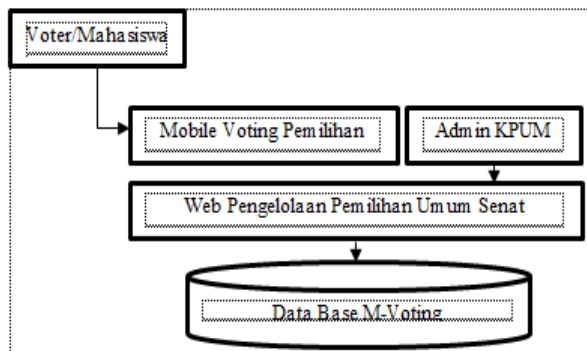 Voter/Mahasiswa
Mobile Voting Pemilihan
Admin KPUM
Web Pengelolaan Pemilihan Umum Senat
Data Base M-Voting